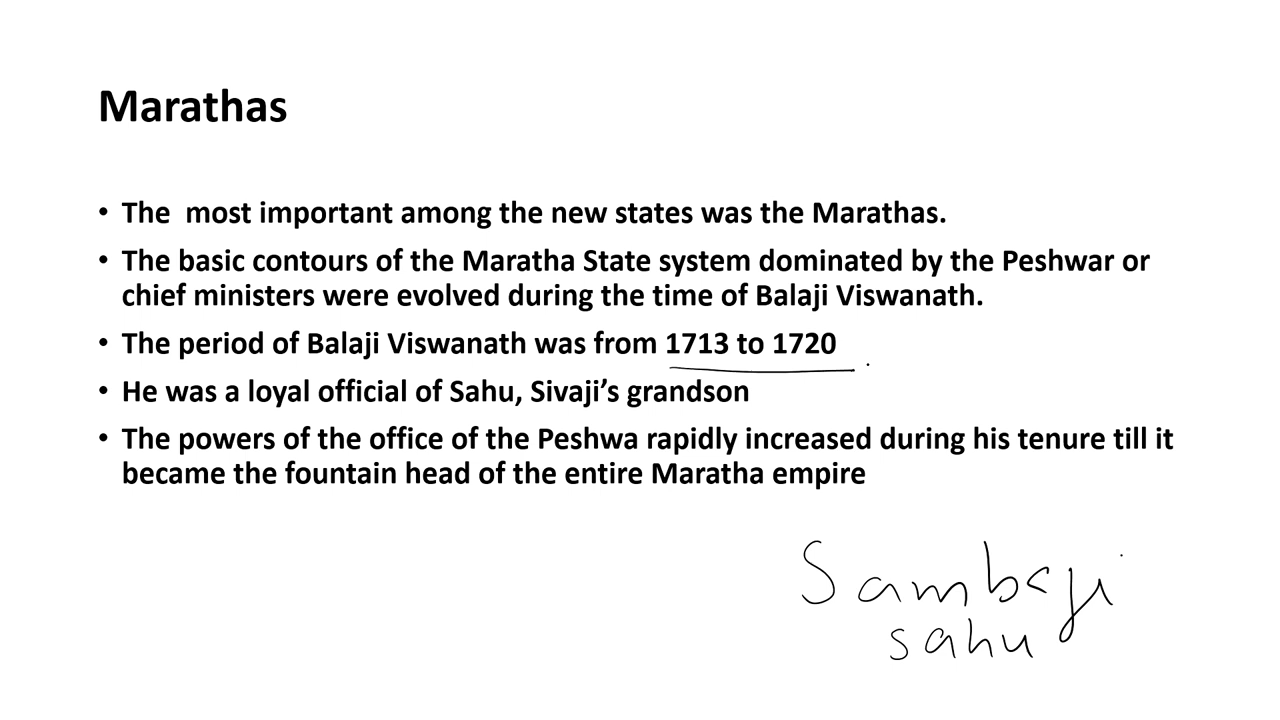 Marathas
• The  most important among the new states was the Marathas.
• The basic contours of the Maratha State system dominated by the Peshwar or
chief ministers were evolved during the time of Balaji Viswanath.
• The period of Balaji Viswanath was from 1713 to 1720
• He was a loyal official of Sahu, Sivaji’s grandson
• The powers of the office of the Peshwa rapidly increased during his tenure till it
became the fountain head of the entire Maratha empire
Sambaji
sahu